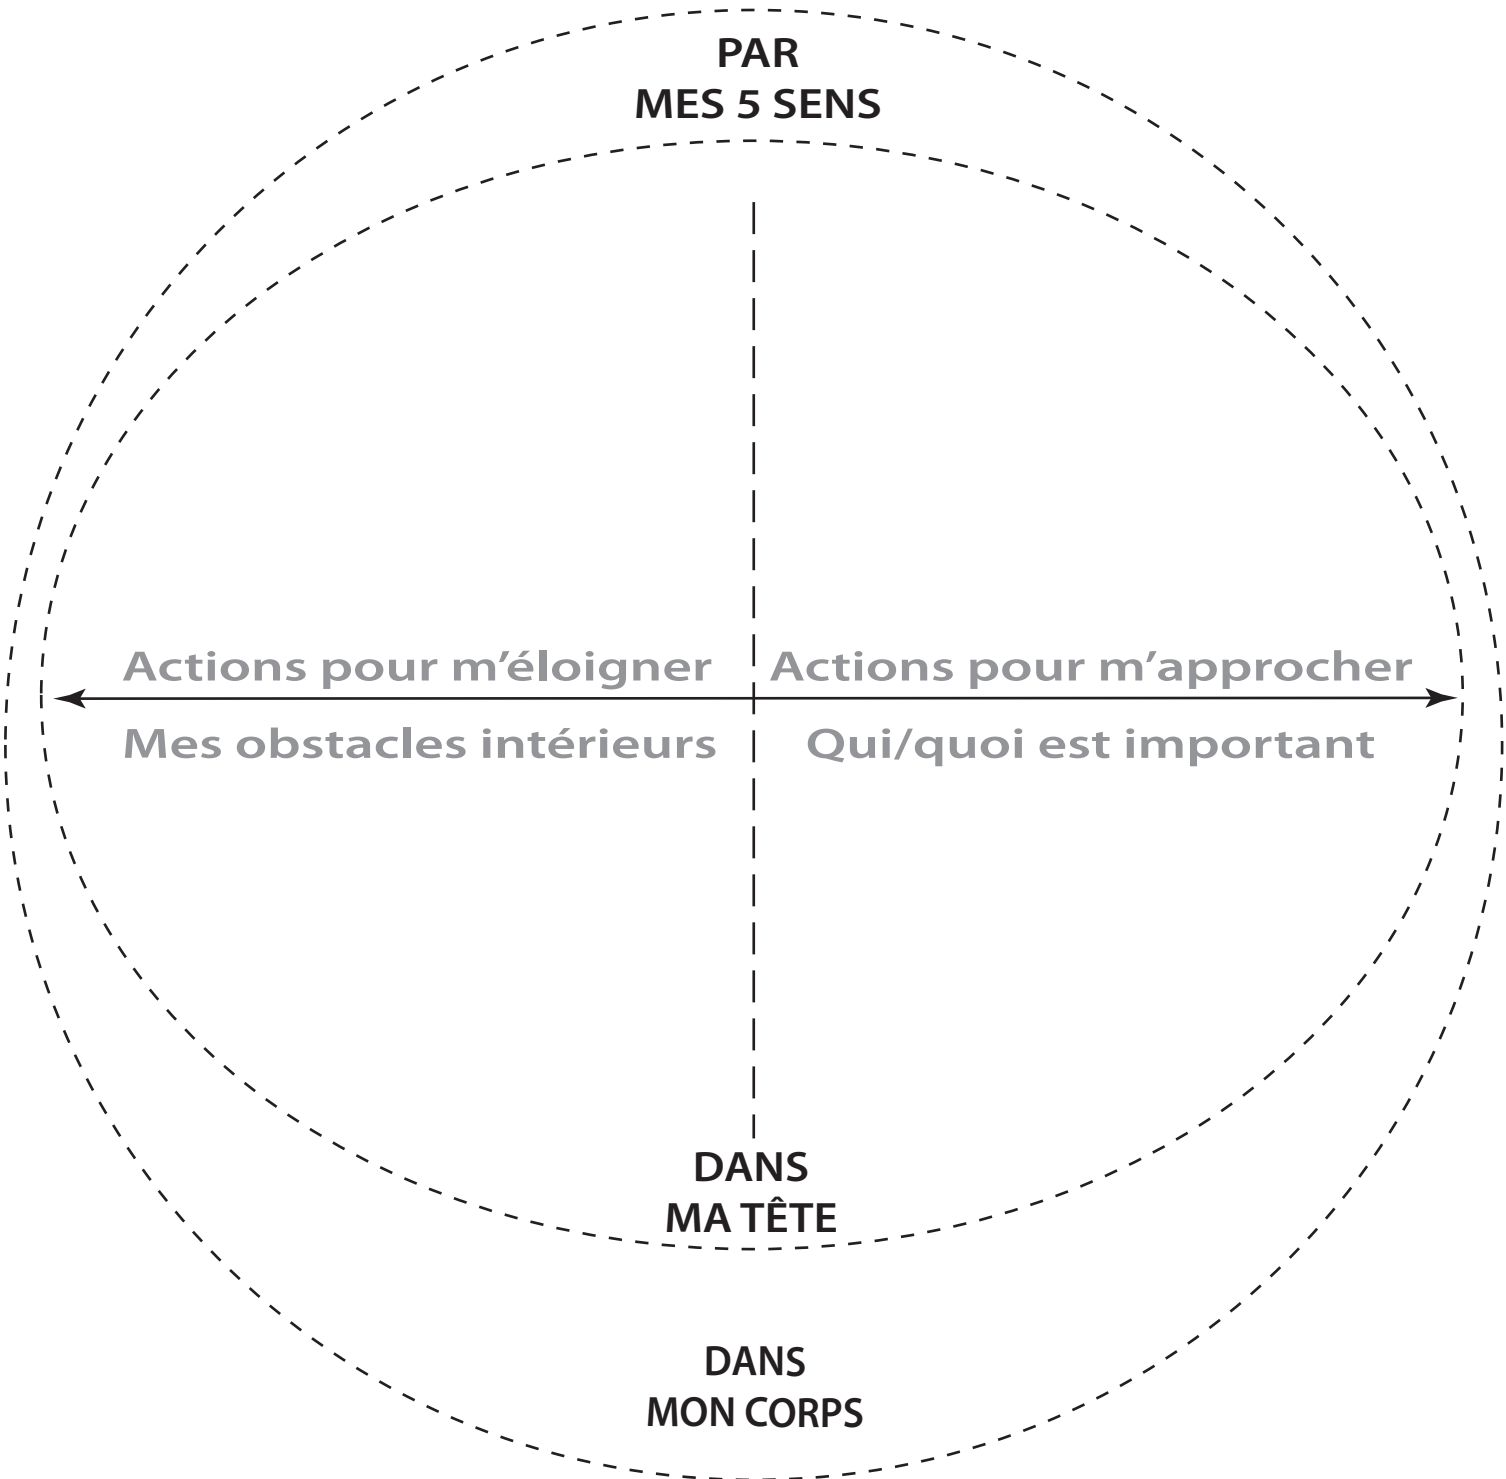 PAR
MES 5 SENS
Actions pour m’éloigner
Actions pour m’approcher
Mes obstacles intérieurs
Qui/quoi est important
DANS
MA TÊTE
DANS
MON CORPS